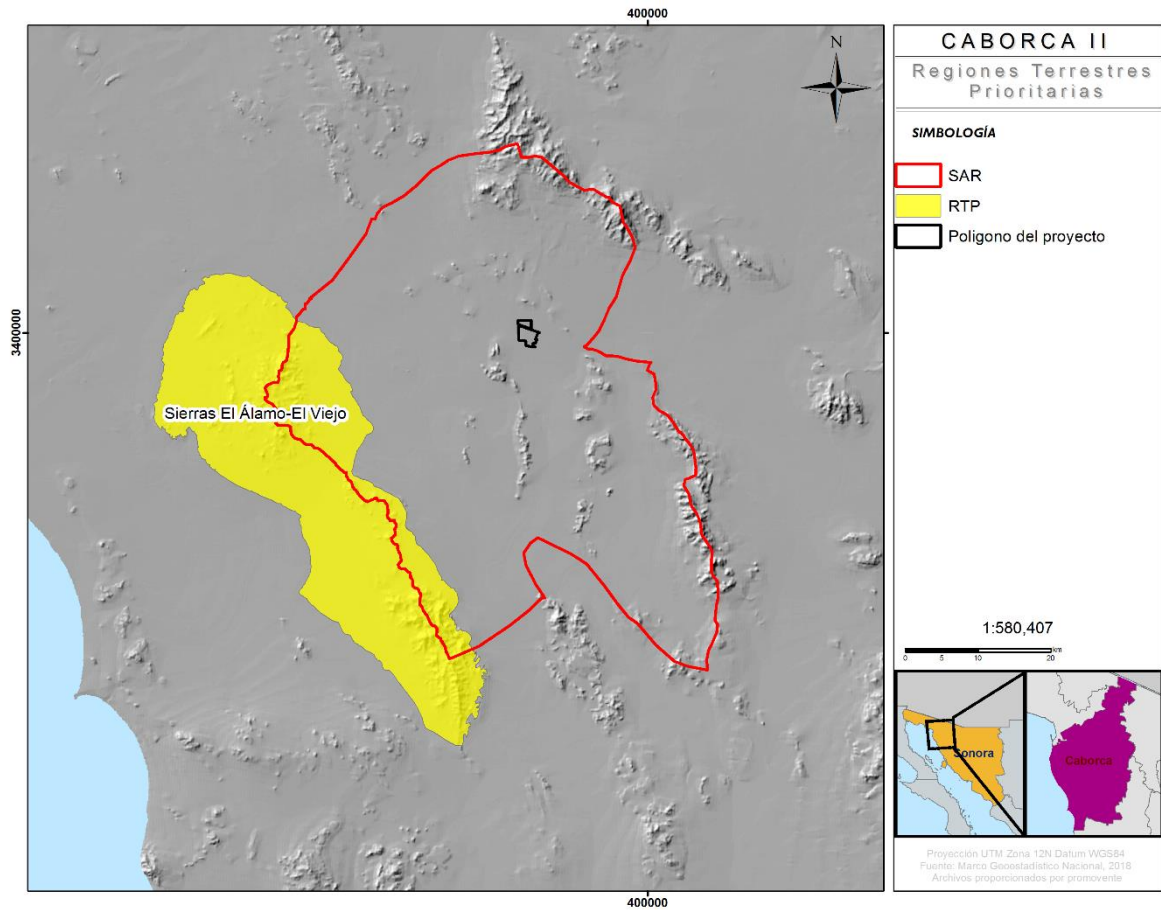 400000
N
3400000
Sierras El Álamo-El Viejo
400000
CABORCA II
Regiones Terrestres
Prioritarias
SIMBOLOGÍA
SAR
RTP
Poligono del proyecto
1:580,407
0 5 10 20 km
Sonora
Caborca
Proyección UTM Zona 12N Datum WGS84
Fuente: Marco Geoestadístico Nacional, 2016
Archivos proporcionados por promovente